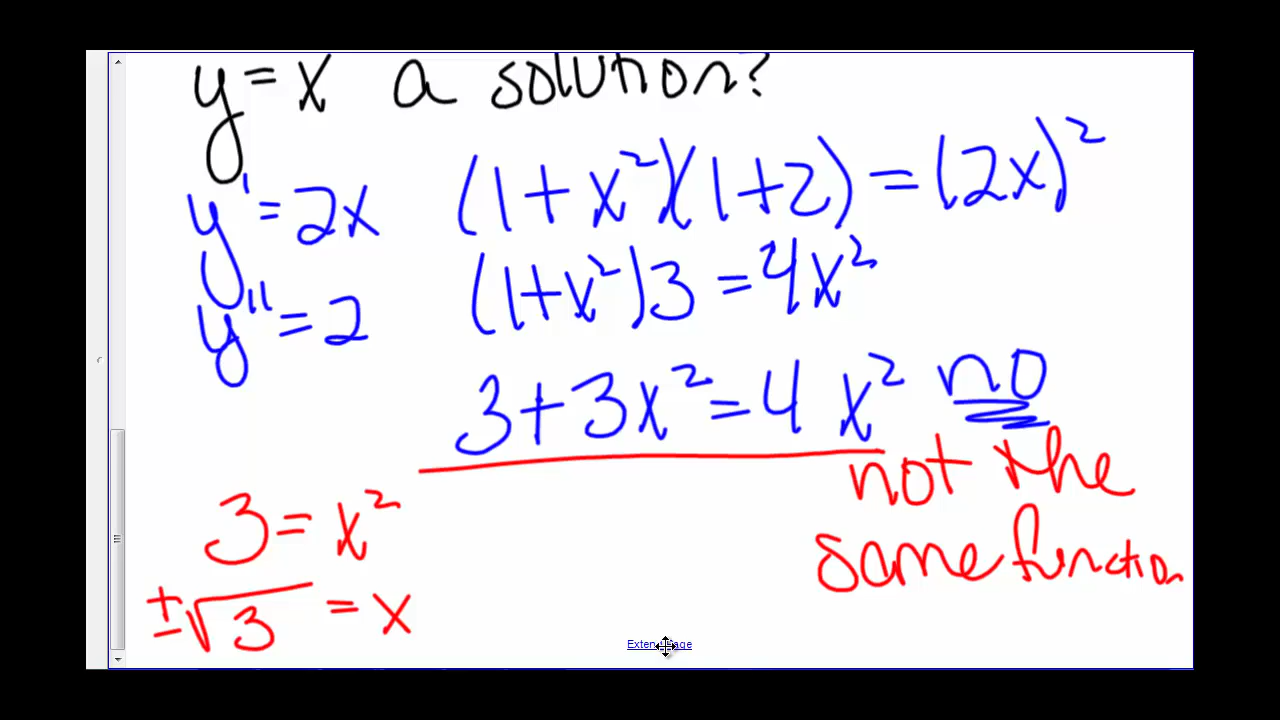 y = x a solution?
y' = 2x (1 + x²)(1 + 2) = (2x)²
(1 + x²)3 = 4x²
y'' = 2
3 + 3x² = 4x² no
not the
same function
3 = x²
±√3 = x